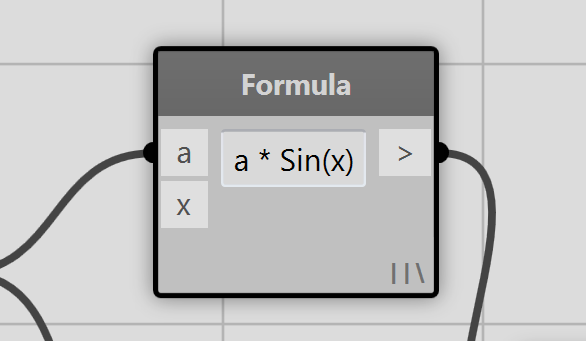 Formula
a
a * Sin(x)
>
x
||\